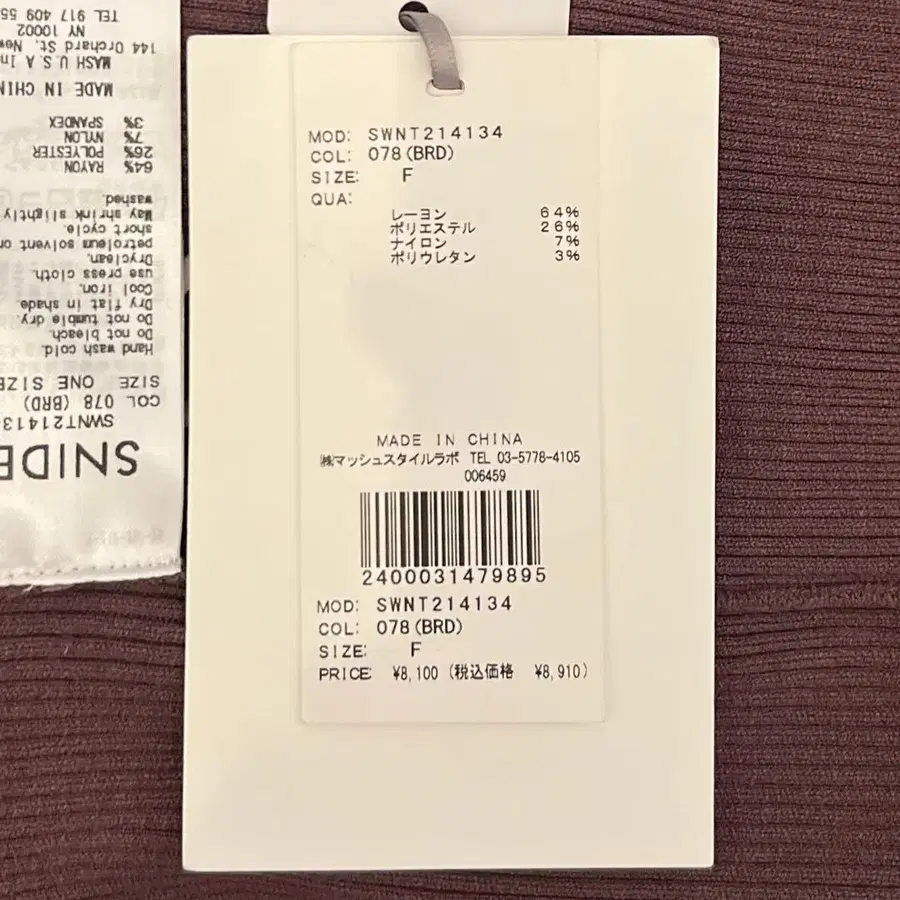 MOD: SWNT214134
COL: 078(BRD)
SIZE: F
QUA:
レーヨン 64%
ポリエステル 26%
ナイロン 7%
ポリウレタン 3%
MADE IN CHINA
㈱マッシュスタイルラボ TEL 03-5778-4105
006459
2400031479895
MOD: SWNT214134
COL: 078(BRD)
SIZE: F
PRICE: ¥8,100 (税込価格 ¥8,910)
SNIDE
SWNT21413
COL 078 (BRD)
SIZE ONE SIZE
Hand wash cold.
Do not bleach.
Do not tumble dry.
Dry flat in shade.
Cool iron.
use press cloth.
Dryclean.
petroleum solvent on
short cycle.
May shrink slightly
washed.
64% RAYON
26% POLYESTER
7% NYLON
3% SPANDEX
MADE IN CHIN
MASH U.S.A In
144 Orchard St. New
NY 10002
TEL 917 409 55